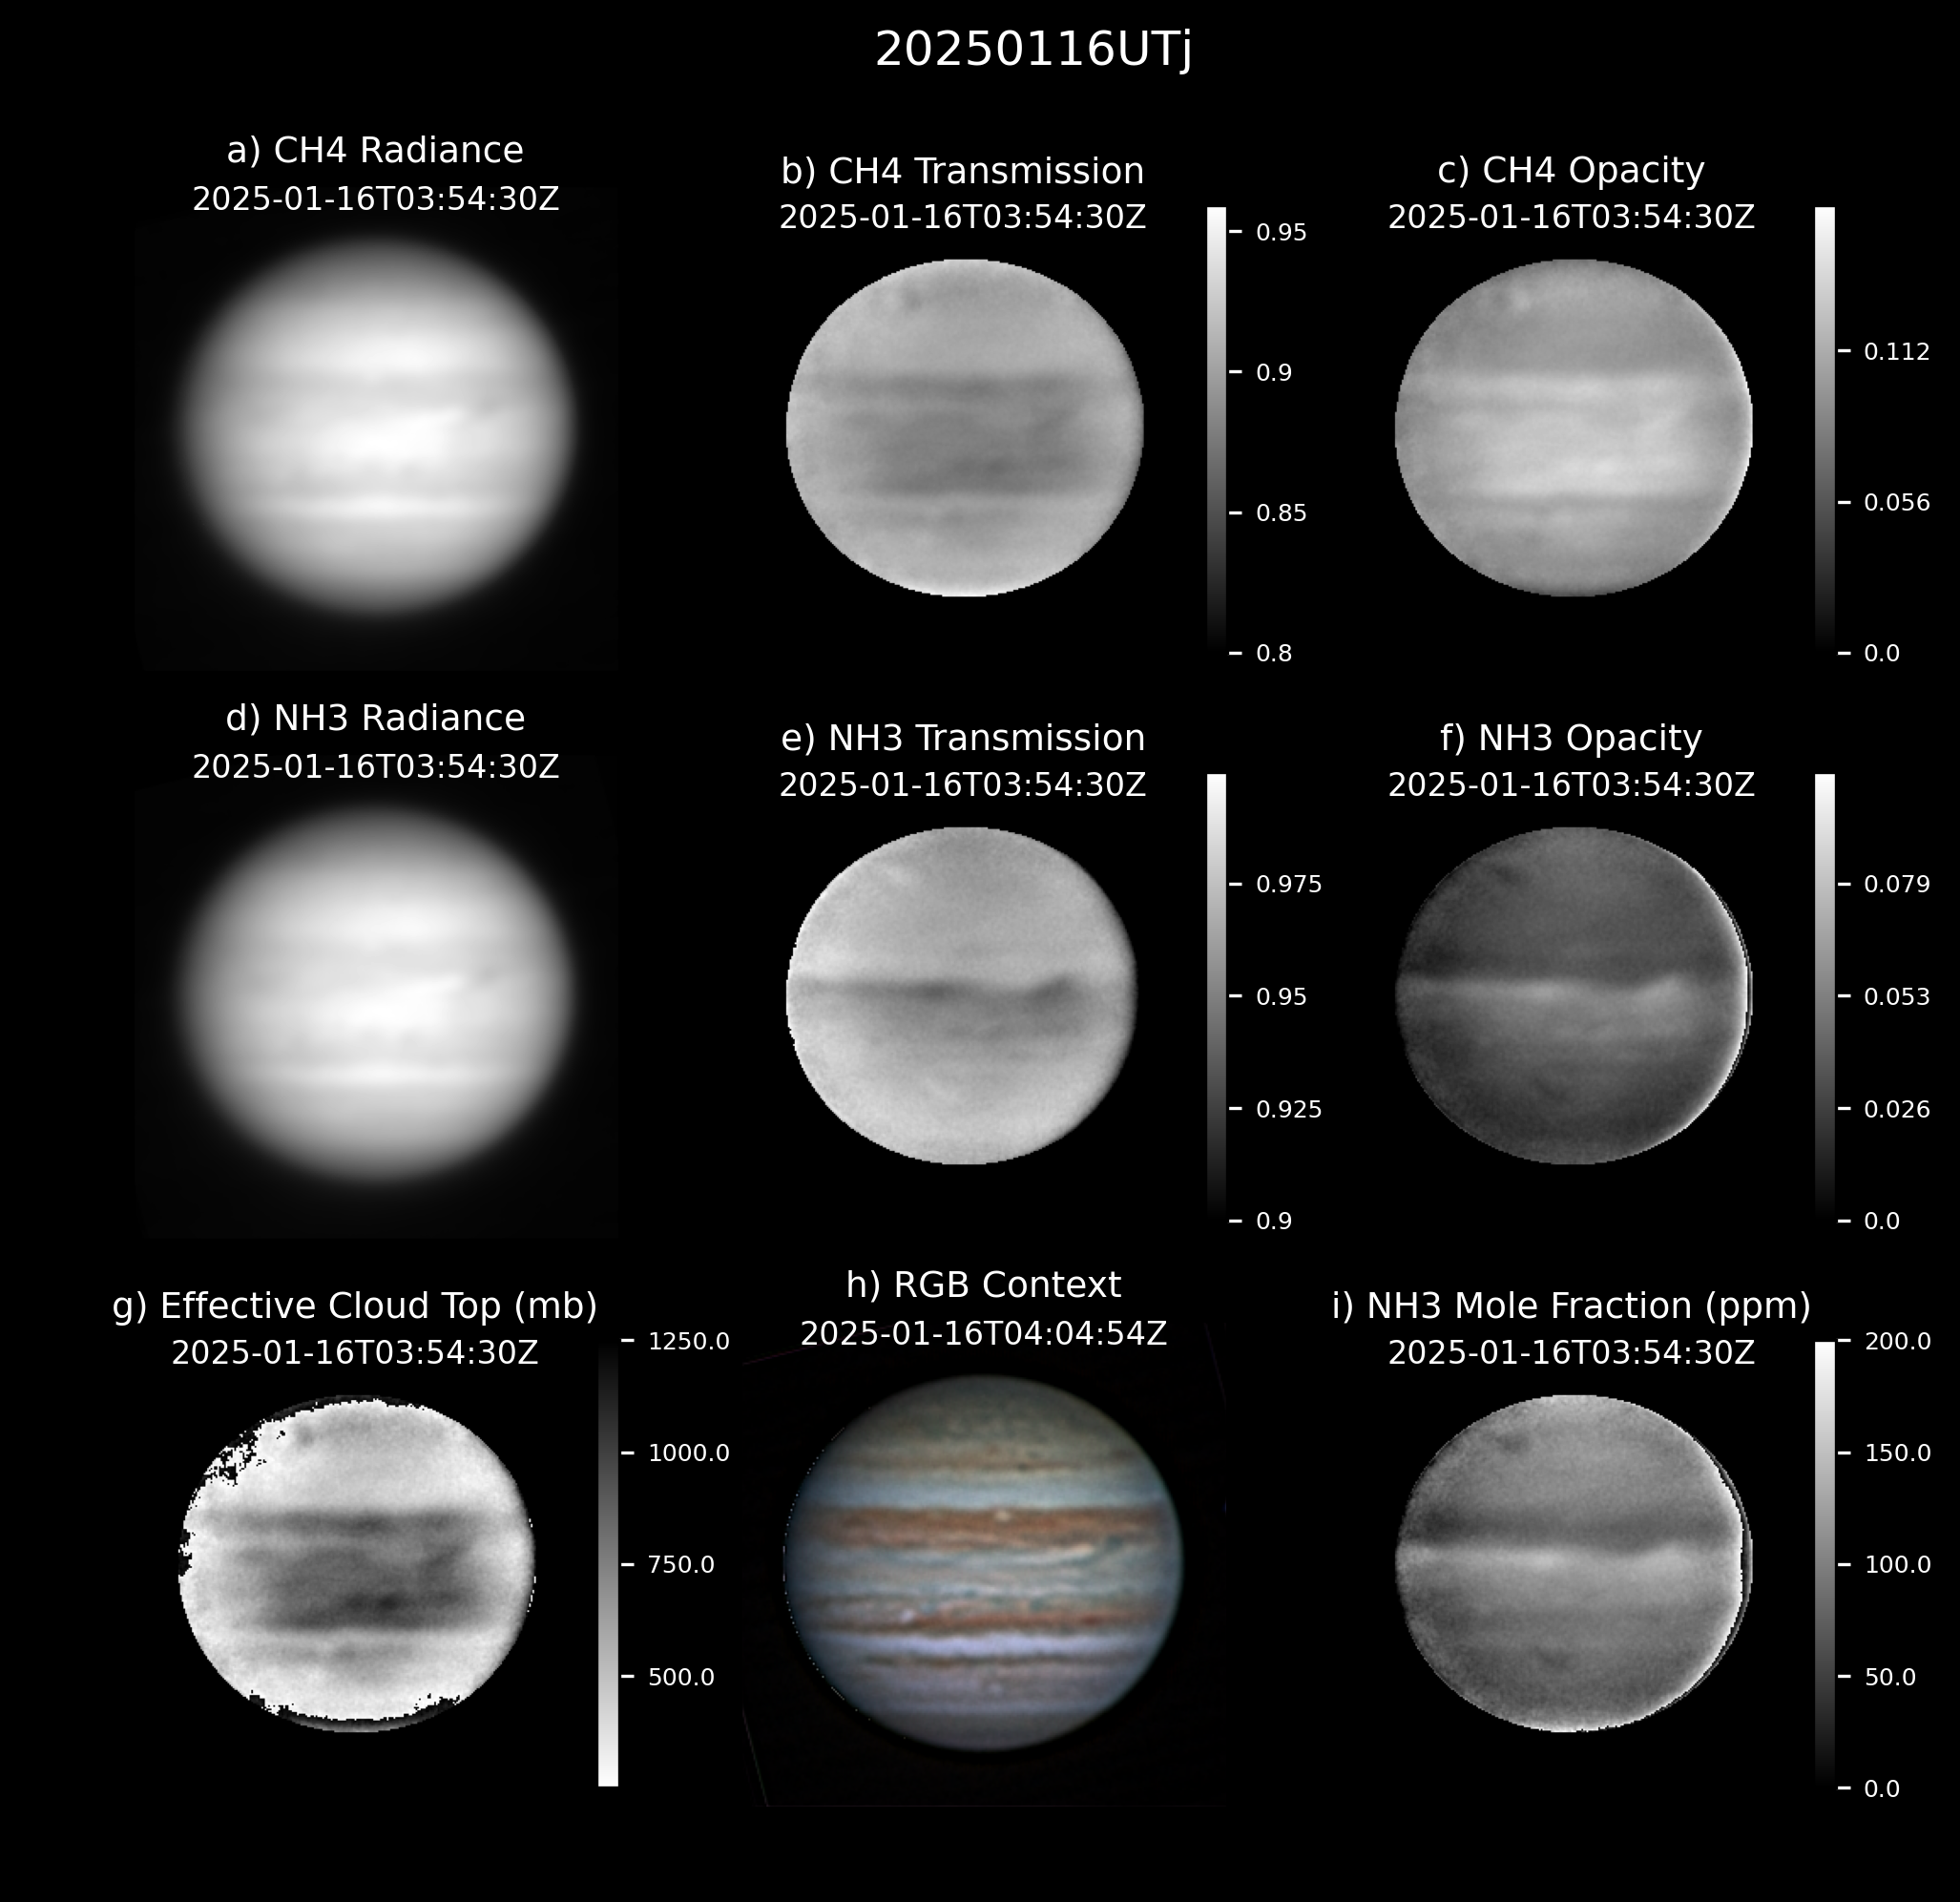 20250116UTj
a) CH4 Radiance
2025-01-16T03:54:30Z
b) CH4 Transmission
2025-01-16T03:54:30Z
0.95
0.9
0.85
0.8
c) CH4 Opacity
2025-01-16T03:54:30Z
0.112
0.056
0.0
d) NH3 Radiance
2025-01-16T03:54:30Z
e) NH3 Transmission
2025-01-16T03:54:30Z
0.975
0.95
0.925
0.9
f) NH3 Opacity
2025-01-16T03:54:30Z
0.079
0.053
0.026
0.0
g) Effective Cloud Top (mb)
2025-01-16T03:54:30Z
1250.0
1000.0
750.0
500.0
h) RGB Context
2025-01-16T04:04:54Z
i) NH3 Mole Fraction (ppm)
2025-01-16T03:54:30Z
200.0
150.0
100.0
50.0
0.0